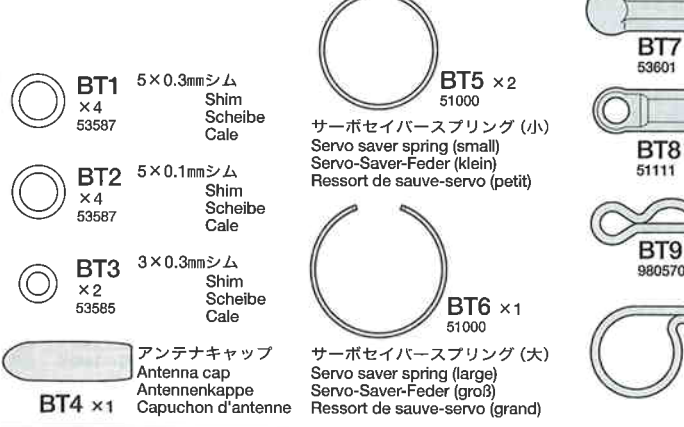 BT1
×4
53587
5×0.3mmシム
Shim
Scheibe
Cale
BT2
×4
53587
5×0.1mmシム
Shim
Scheibe
Cale
BT3
×2
53585
3×0.3mmシム
Shim
Scheibe
Cale
BT4 ×1
アンテナキャップ
Antenna cap
Antennenkappe
Capuchon d'antenne
BT5 ×2
51000
サーボセイバースプリング（小）
Servo saver spring (small)
Servo-Saver-Feder (klein)
Ressort de sauve-servo (petit)
BT6 ×1
51000
サーボセイバースプリング（大）
Servo saver spring (large)
Servo-Saver-Feder (groß)
Ressort de sauve-servo (grand)
BT7
53601
BT8
51111
BT9
980570